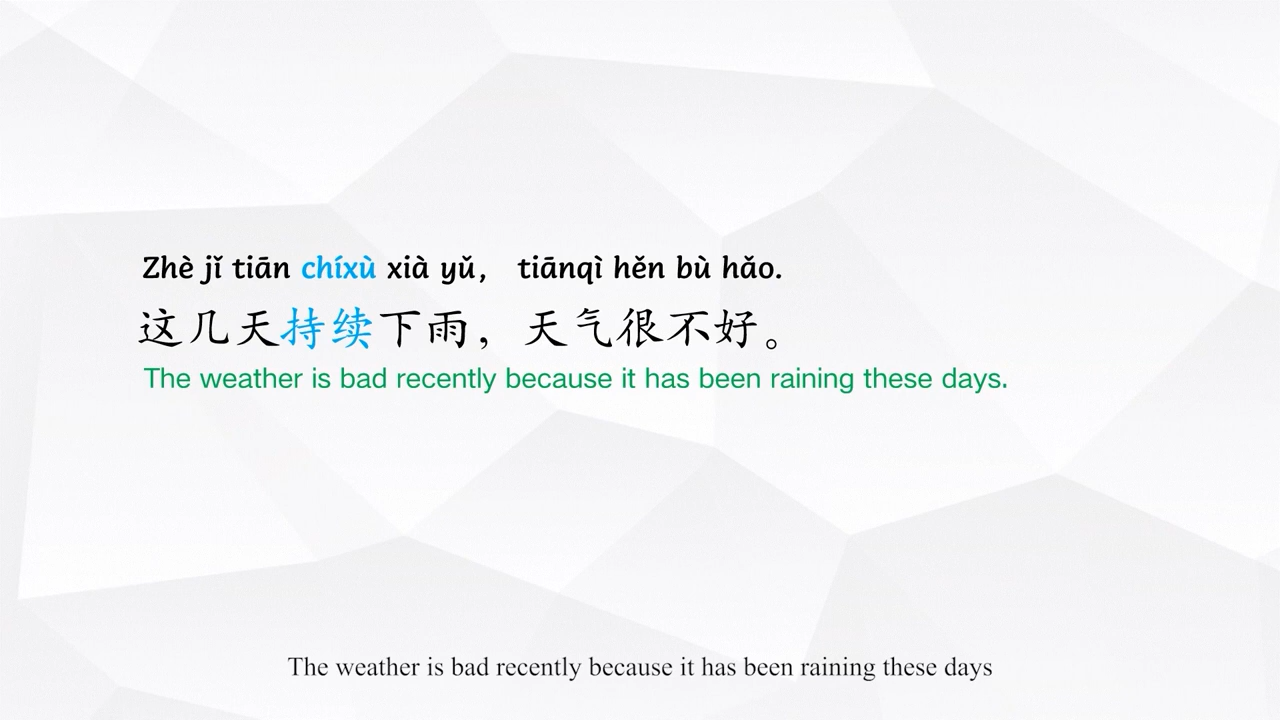 Zhè jǐ tiān chíxù xià yǔ, tiānqì hěn bù hǎo.
这几天持续下雨，天气很不好。
The weather is bad recently because it has been raining these days.
The weather is bad recently because it has been raining these days